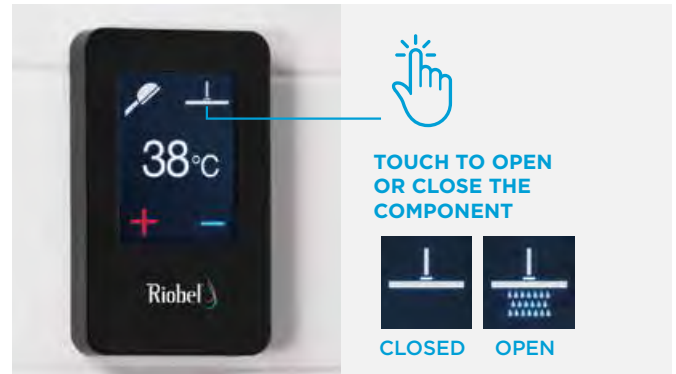 38°C
+ −
Riobel
TOUCH TO OPEN
OR CLOSE THE
COMPONENT
CLOSED OPEN